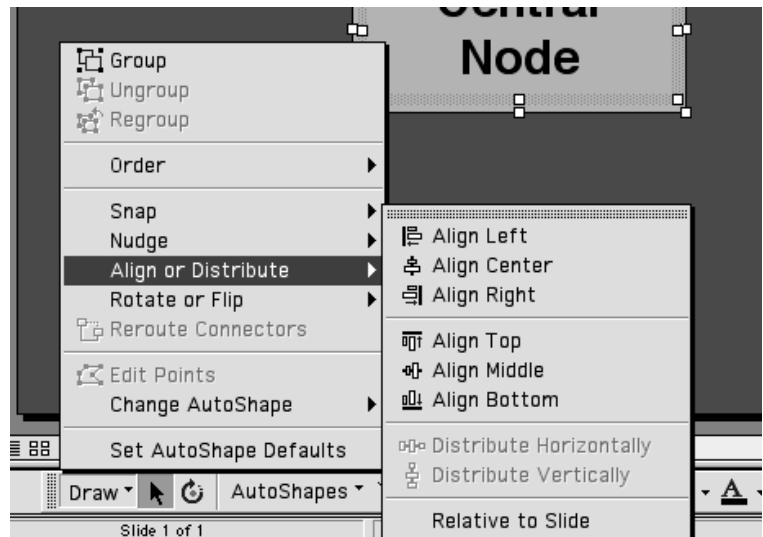 Central
Node
Group
Ungroup
Regroup
Order
Snap
Nudge
Align or Distribute
Rotate or Flip
Reroute Connectors
Edit Points
Change AutoShape
Set AutoShape Defaults
Align Left
Align Center
Align Right
Align Top
Align Middle
Align Bottom
Distribute Horizontally
Distribute Vertically
Relative to Slide
Draw
AutoShapes
A
Slide 1 of 1